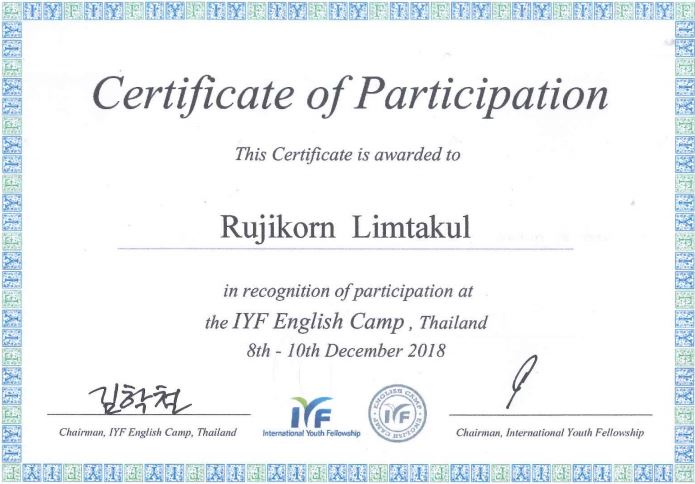 Certificate of Participation
This Certificate is awarded to
Rujikorn Limtakul
in recognition of participation at
the IYF English Camp , Thailand
8th - 10th December 2018
김학철
Chairman, IYF English Camp, Thailand
IYF
International Youth Fellowship
ENGLISH CAMP
IYF
ENGLISH CAMP
Chairman, International Youth Fellowship